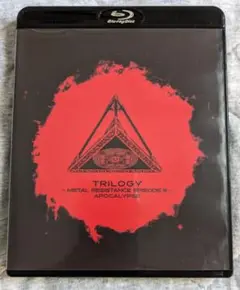 Blu-ray Disc
TRILOGY
- METAL RESISTANCE EPISODE III -
APOCALYPSE